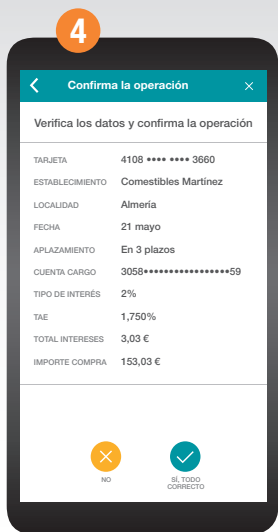 4
Confirma la operación
Verifica los datos y confirma la operación
TARJETA 4108 •••• •••• 3660
ESTABLECIMIENTO Comestibles Martínez
LOCALIDAD Almería
FECHA 21 mayo
APLAZAMIENTO En 3 plazos
CUENTA CARGO 3058••••••••••••••••••59
TIPO DE INTERÉS 2%
TAE 1,750%
TOTAL INTERESES 3,03 €
IMPORTE COMPRA 153,03 €
NO
SÍ, TODO
CORRECTO